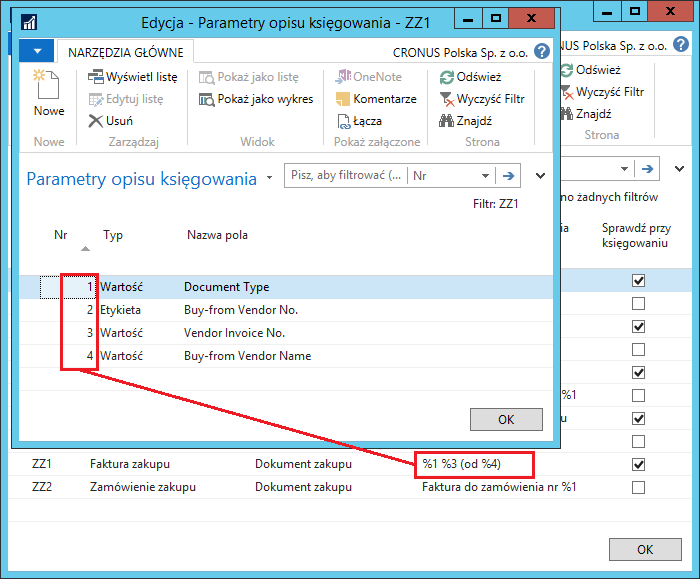 Edycja - Parametry opisu księgowania - ZZ1
NARZĘDZIA GŁÓWNE
CRONUS Polska Sp. z o.o.
Nowe
Nowe
Wyświetl listę
Edytuj listę
Usuń
Zarządzaj
Pokaż jako listę
Pokaż jako wykres
Widok
OneNote
Komentarze
Łącza
Pokaż załączone
Odśwież
Wyczyść Filtr
Znajdź
Strona
Parametry opisu księgowania
Pisz, aby filtrować (...
Nr
Filtr: ZZ1
Nr Typ Nazwa pola
1 Wartość Document Type
2 Etykieta Buy-from Vendor No.
3 Wartość Vendor Invoice No.
4 Wartość Buy-from Vendor Name
OK
NUS Polska Sp. z o.o.
Odśwież
Wyczyść Filtr
Znajdź
Strona
no żadnych filtrów
ia
Sprawdź przy
księgowaniu
%1
u
ZZ1 Faktura zakupu Dokument zakupu %1 %3 (od %4)
ZZ2 Zamówienie zakupu Dokument zakupu Faktura do zamówienia nr %1
OK